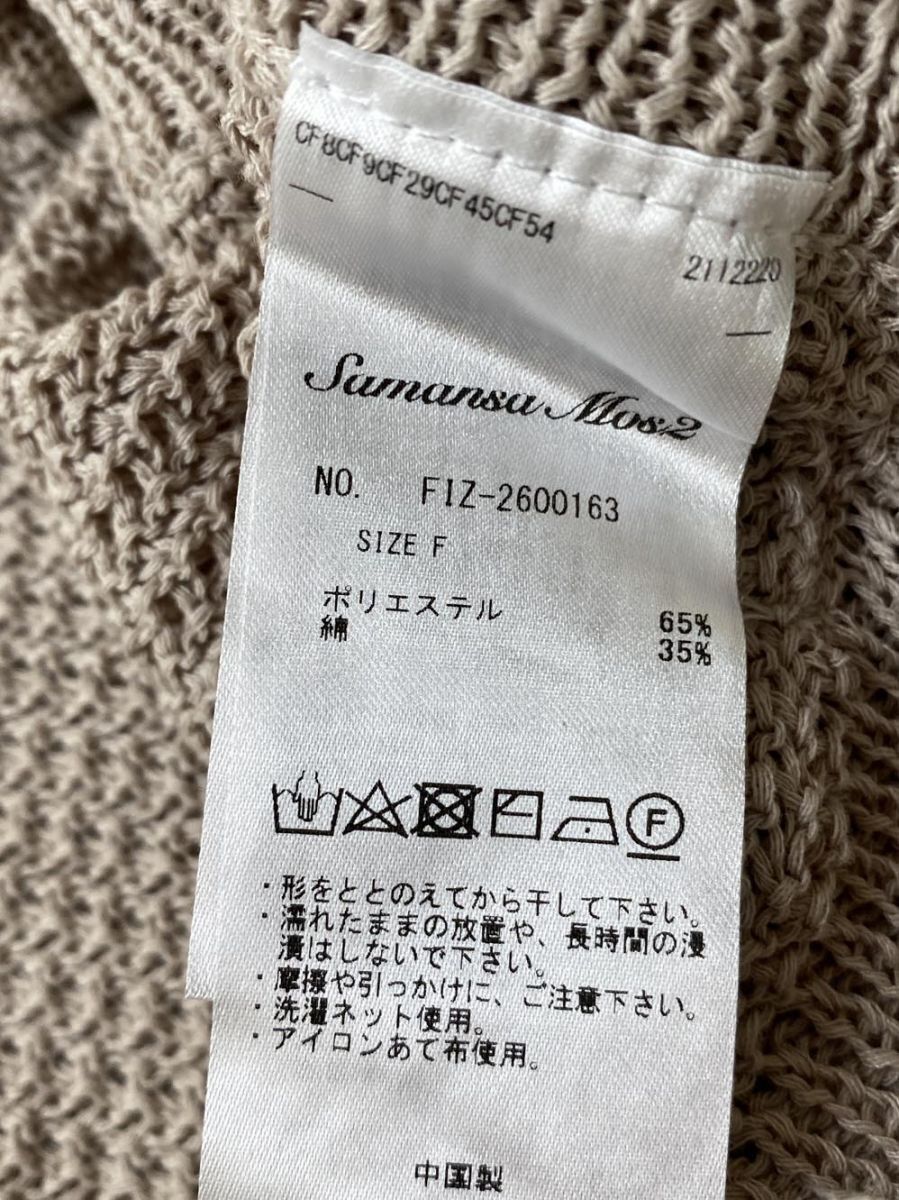 CF8CF9CF29CF45CF54
2112220
Samansa Mos2
NO. FIZ-2600163
SIZE F
ポリエステル 65%
綿 35%
F
・形をととのえてから干して下さい。
・濡れたままの放置や、長時間の浸
漬はしないで下さい。
・摩擦や引っかけに、ご注意下さい。
・洗濯ネット使用。
・アイロンあて布使用。
中国製